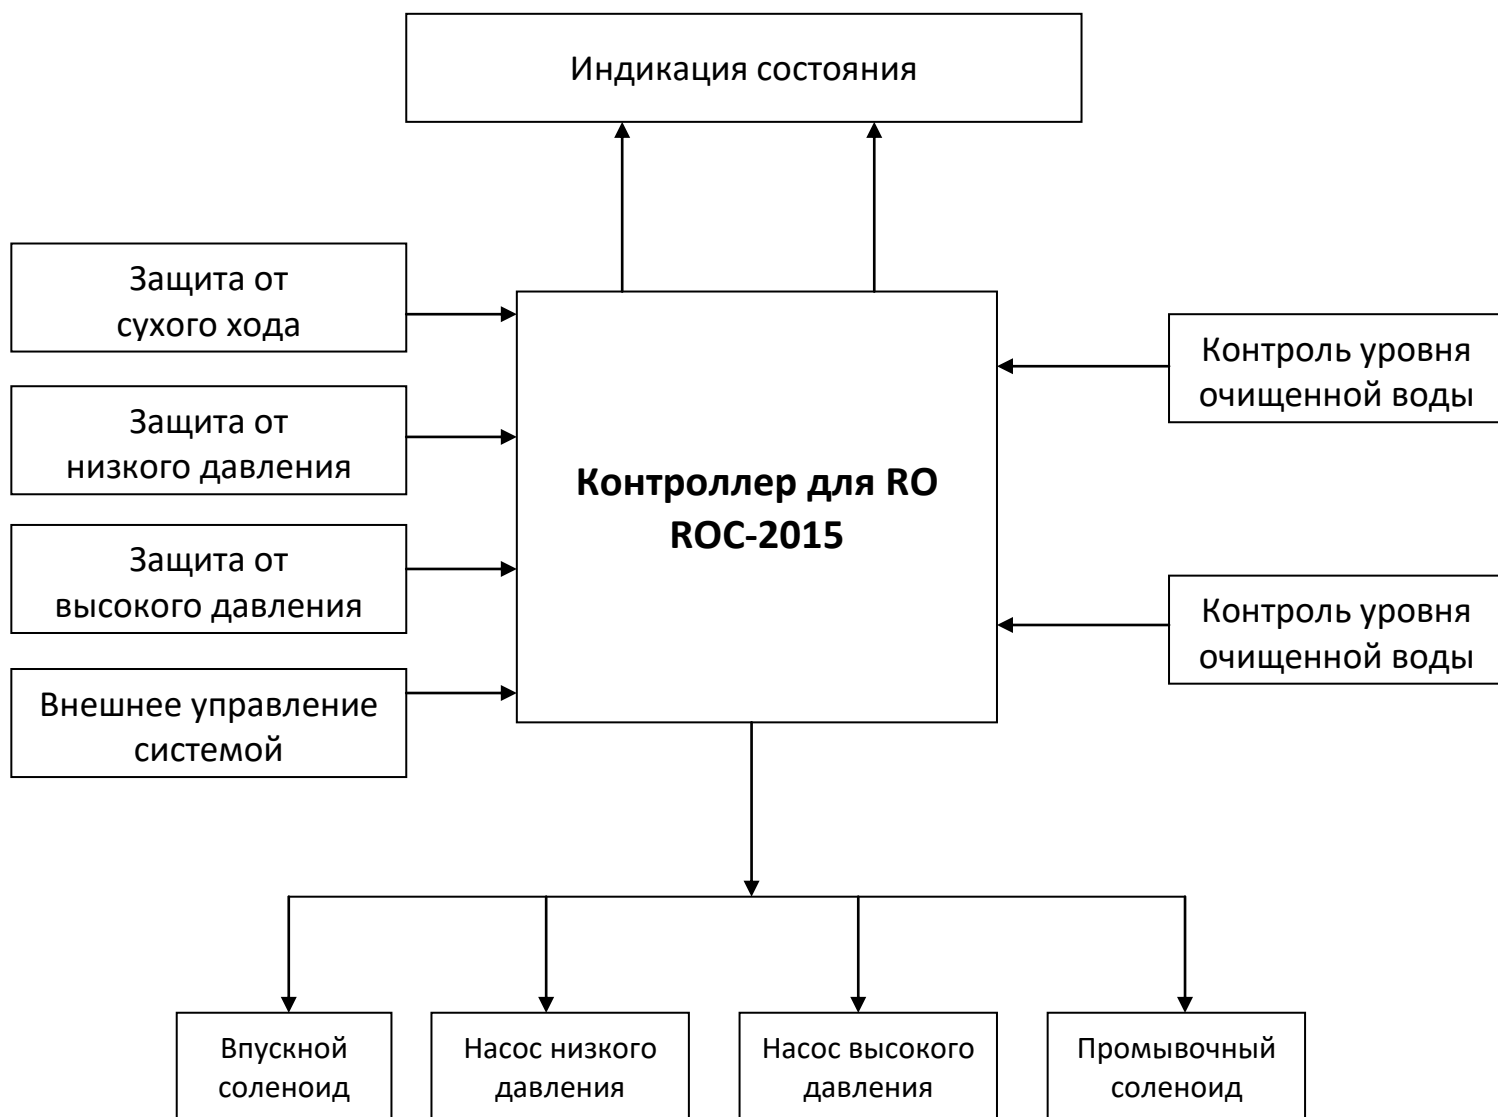 Индикация состояния
Защита от
сухого хода
Защита от
низкого давления
Защита от
высокого давления
Внешнее управление
системой
Контроллер для RO
ROC-2015
Контроль уровня
очищенной воды
Контроль уровня
очищенной воды
Впускной
соленоид
Насос низкого
давления
Насос высокого
давления
Промывочный
соленоид